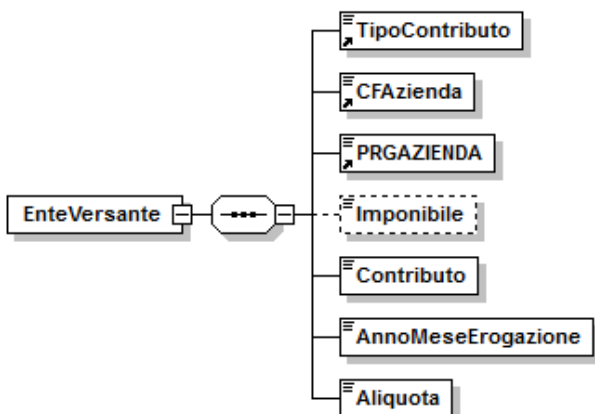 TipoContributo
CFAzienda
PRGAZIENDA
EnteVersante
Imponibile
Contributo
AnnoMeseErogazione
Aliquota